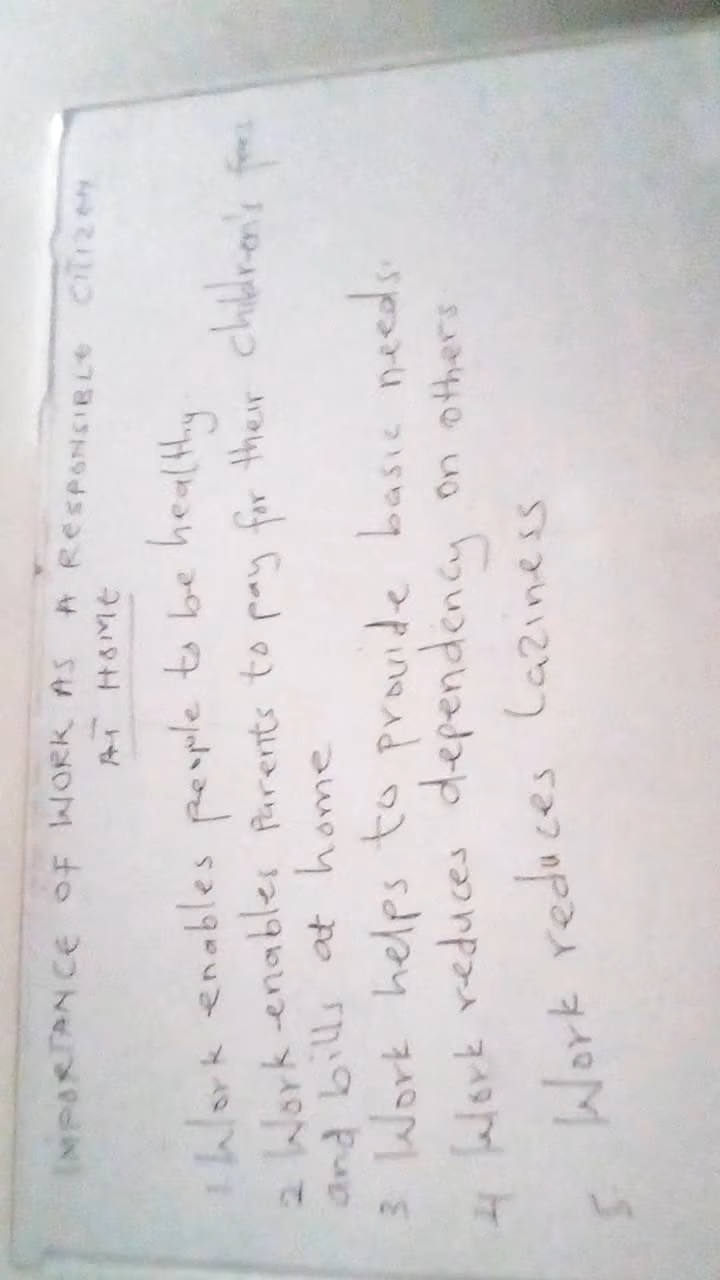 IMPORTANCE OF WORK AS A RESPONSIBLE CITIZEN
AT HOME
1 Work enables people to be healthy.
2 Work enables Parents to pay for their children's fees
and bills at home
3 Work helps to provide basic needs.
4 Work reduces dependency on others
5 Work reduces laziness